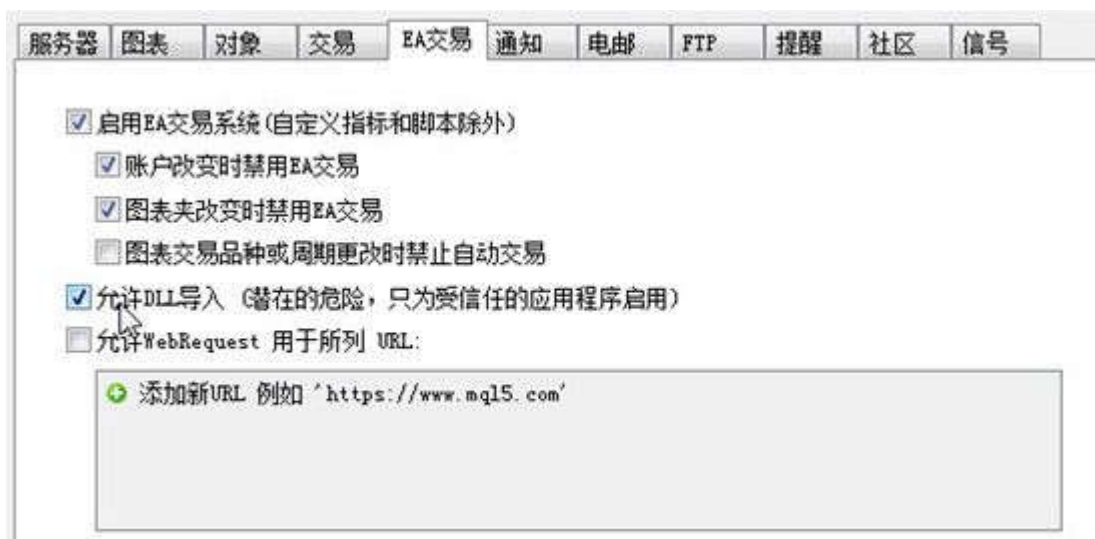 服务器 图表 对象 交易 EA交易 通知 电邮 FTP 提醒 社区 信号
启用EA交易系统(自定义指标和脚本除外)
账户改变时禁用EA交易
图表夹改变时禁用EA交易
图表交易品种或周期更改时禁止自动交易
允许DLL导入 (潜在的危险，只为受信任的应用程序启用)
允许WebRequest 用于所列 URL:
添加新URL 例如 'https://www.mql5.com'